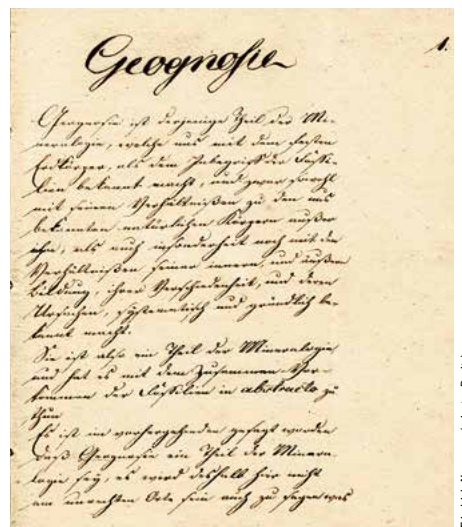 Geognosie
1.
Geognosie ist derjenige Theil der Mi-
neralogie, welche uns mit dem festen
Erdkörper, als dem Inbegriff der Fossi-
lien bekannt macht, und zwar sowohl
mit seinen Verhältnißen zu den uns
bekannten natürlichen Körpern außer
ihm, als auch insonderheit noch mit den
Verhältnißen seiner innern, und äußern
Bildung, ihrer Verschiedenheit, und deren
Ursachen, systematisch und gründlich be-
kannt macht.
Sie ist also ein Theil der Mineralogie
und hat es mit dem Zusammen Vor-
kommen der Fossilien in abstracto zu
thun
Es ist im vorhergehenden gesagt worden
daß Geognosie ein Theil der Minera-
logie sey, es wird deshalb hier nicht
am unrechten Orte sein auch zu sagen was